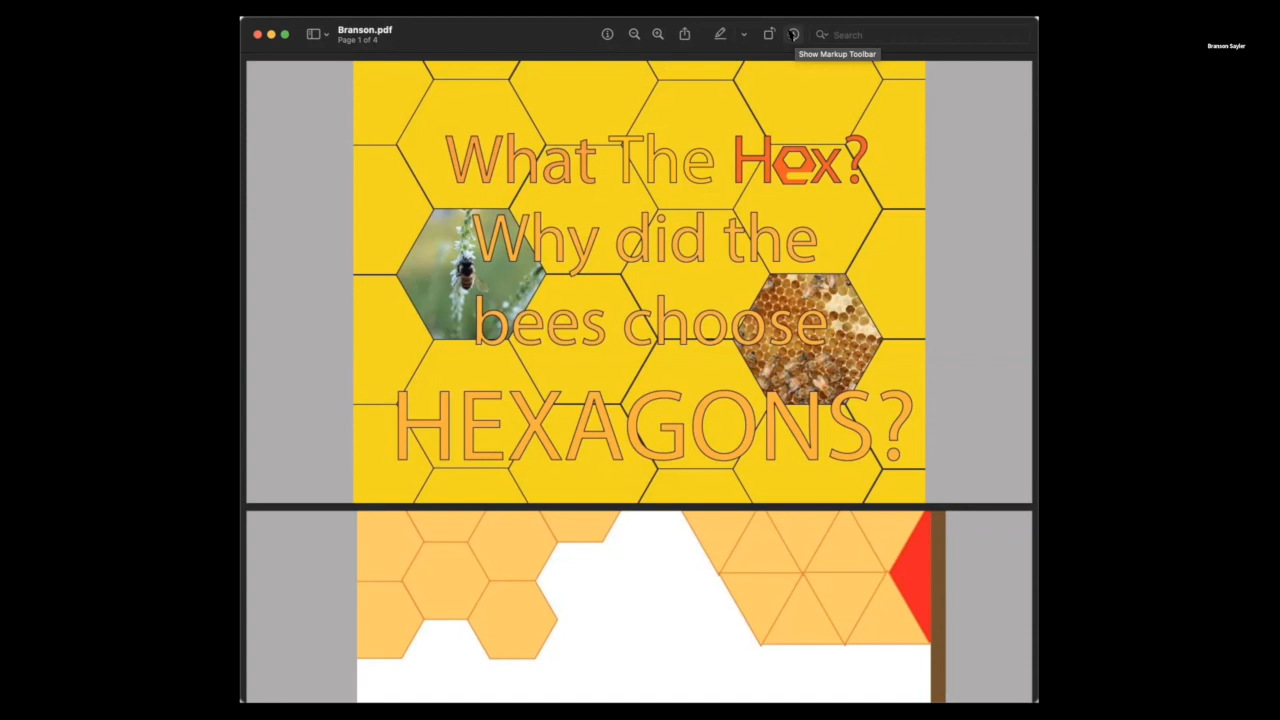 Branson.pdf
Page 1 of 4
Search
Show Markup Toolbar
Branson Sayler
What The Hex?
Why did the
bees choose
HEXAGONS?